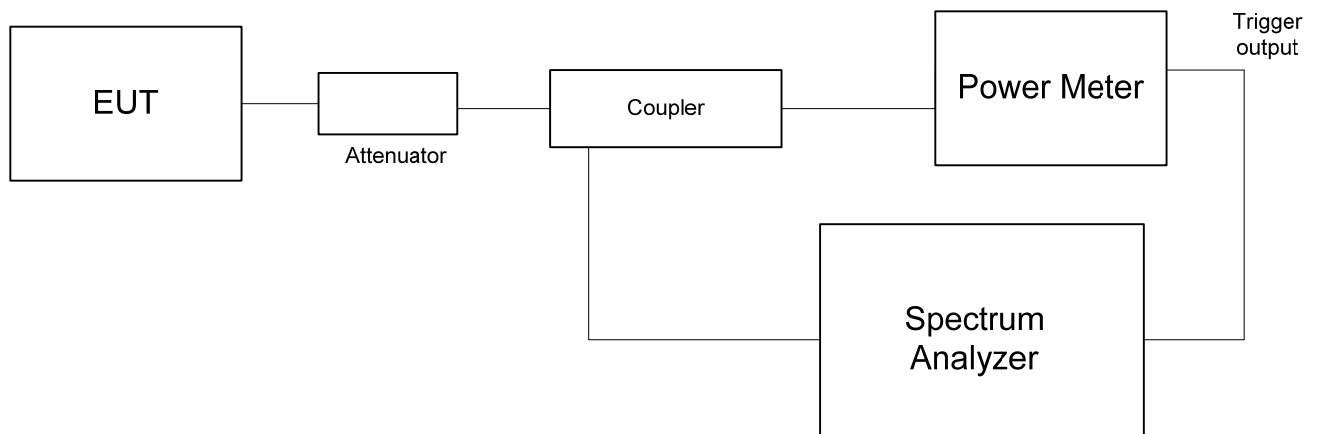 EUT
Attenuator
Coupler
Power Meter
Trigger
output
Spectrum
Analyzer